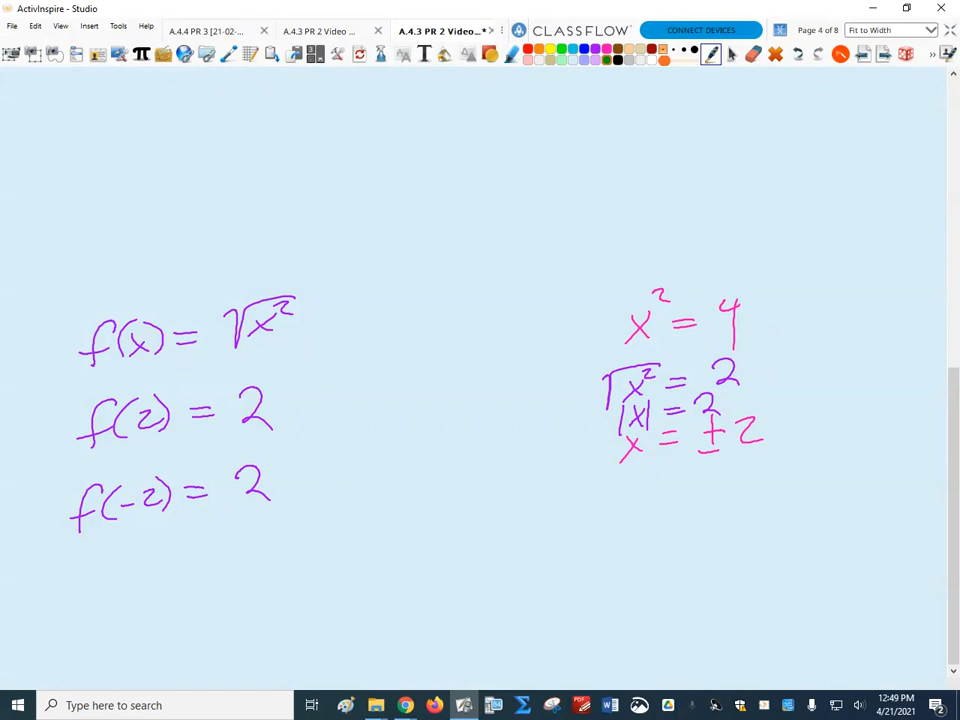 ActivInspire - Studio
File Edit View Insert Tools Help
A.4.4 PR 3 [21-02-...
A.4.3 PR 2 Video ...
A.4.3 PR 2 Video...*
CLASSFLOW
CONNECT DEVICES
Page 4 of 8
Fit to Width
f(x) = √x²
f(2) = 2
f(-2) = 2
x² = 4
√x² = 2
|x| = 2
x = ± 2
Type here to search
12:49 PM
4/21/2021